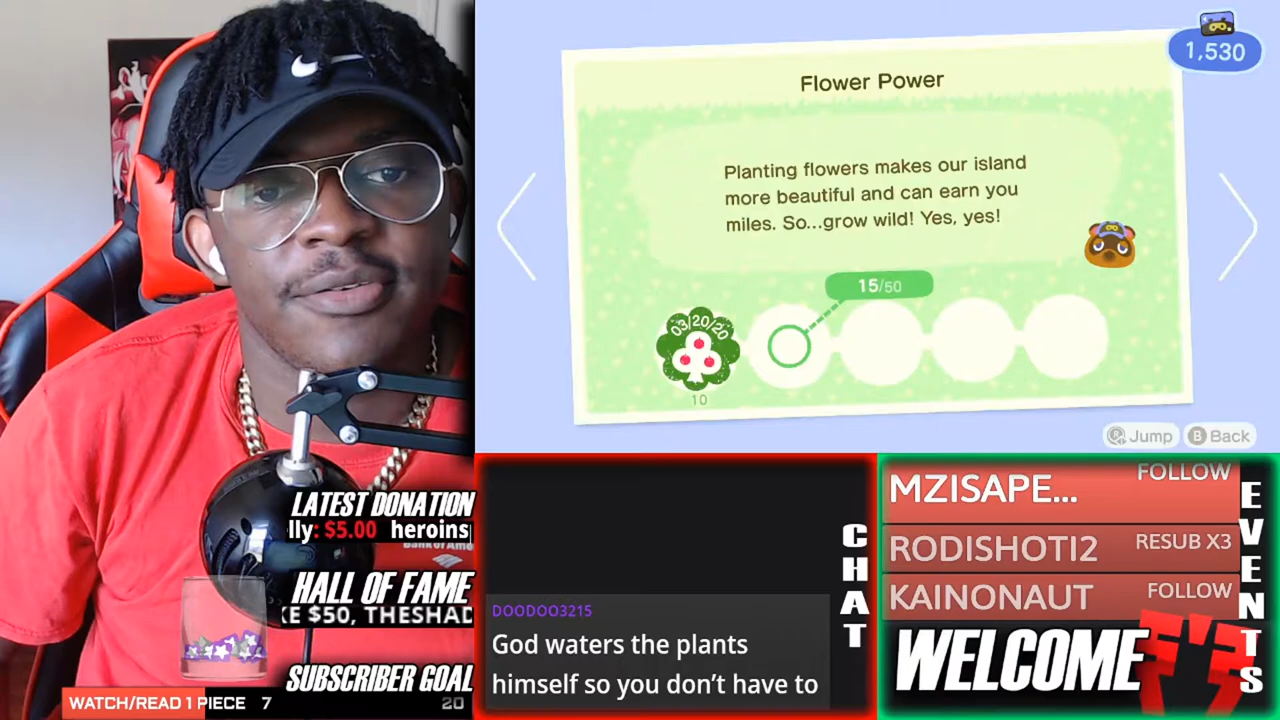 1,530
Flower Power
Planting flowers makes our island
more beautiful and can earn you
miles. So...grow wild! Yes, yes!
15/50
03/20/20
10
Jump
B Back
LATEST DONATION
lly: $5.00 heroins
HALL OF FAME
KE $50, THESHAD
SUBSCRIBER GOAL
WATCH/READ 1 PIECE 7
20
DOODOO3215
God waters the plants
himself so you don't have to
CHAT
MZISAPE... FOLLOW
RODISHOTI2 RESUB X3
KAINONAUT FOLLOW
WELCOME
EVENTS